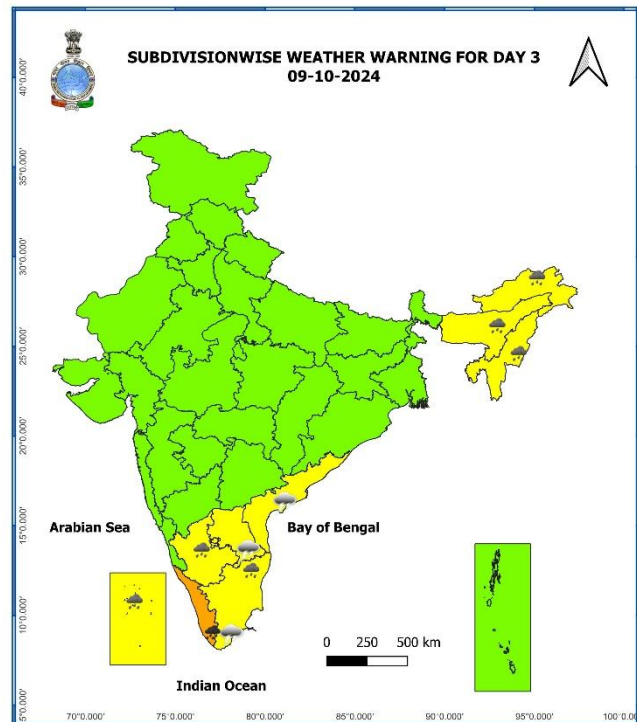 SUBDIVISIONWISE WEATHER WARNING FOR DAY 3
09-10-2024
40°0.000'
35°0.000'
30°0.000'
25°0.000'
20°0.000'
15°0.000'
10°0.000'
5°0.000'
Arabian Sea
Bay of Bengal
0 250 500 km
Indian Ocean
70°0.000' 75°0.000' 80°0.000' 85°0.000' 90°0.000' 95°0.000'